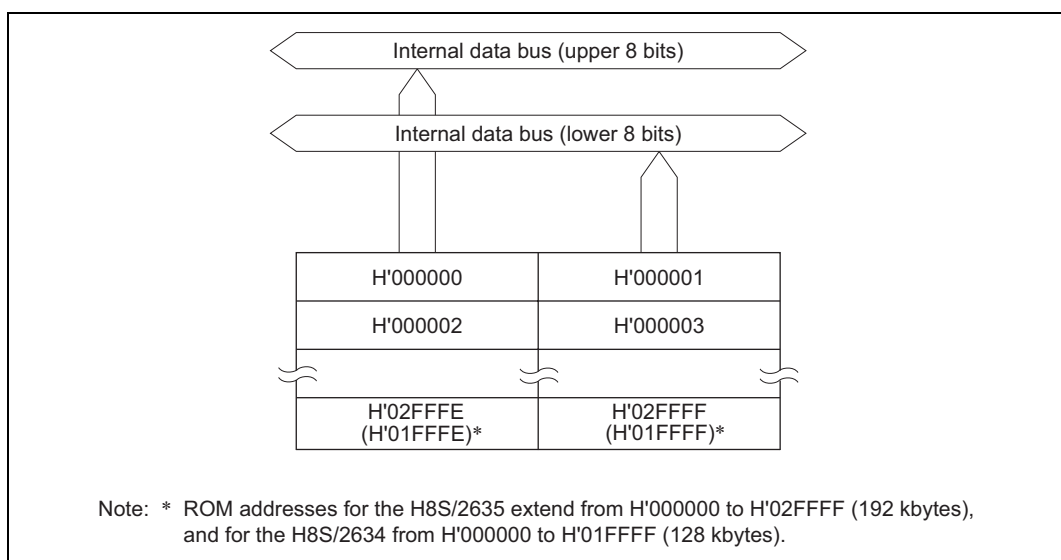 Internal data bus (upper 8 bits)
Internal data bus (lower 8 bits)
H'000000
H'000001
H'000002
H'000003
H'02FFFE
(H'01FFFE)*
H'02FFFF
(H'01FFFF)*
Note: * ROM addresses for the H8S/2635 extend from H'000000 to H'02FFFF (192 kbytes),
and for the H8S/2634 from H'000000 to H'01FFFF (128 kbytes).